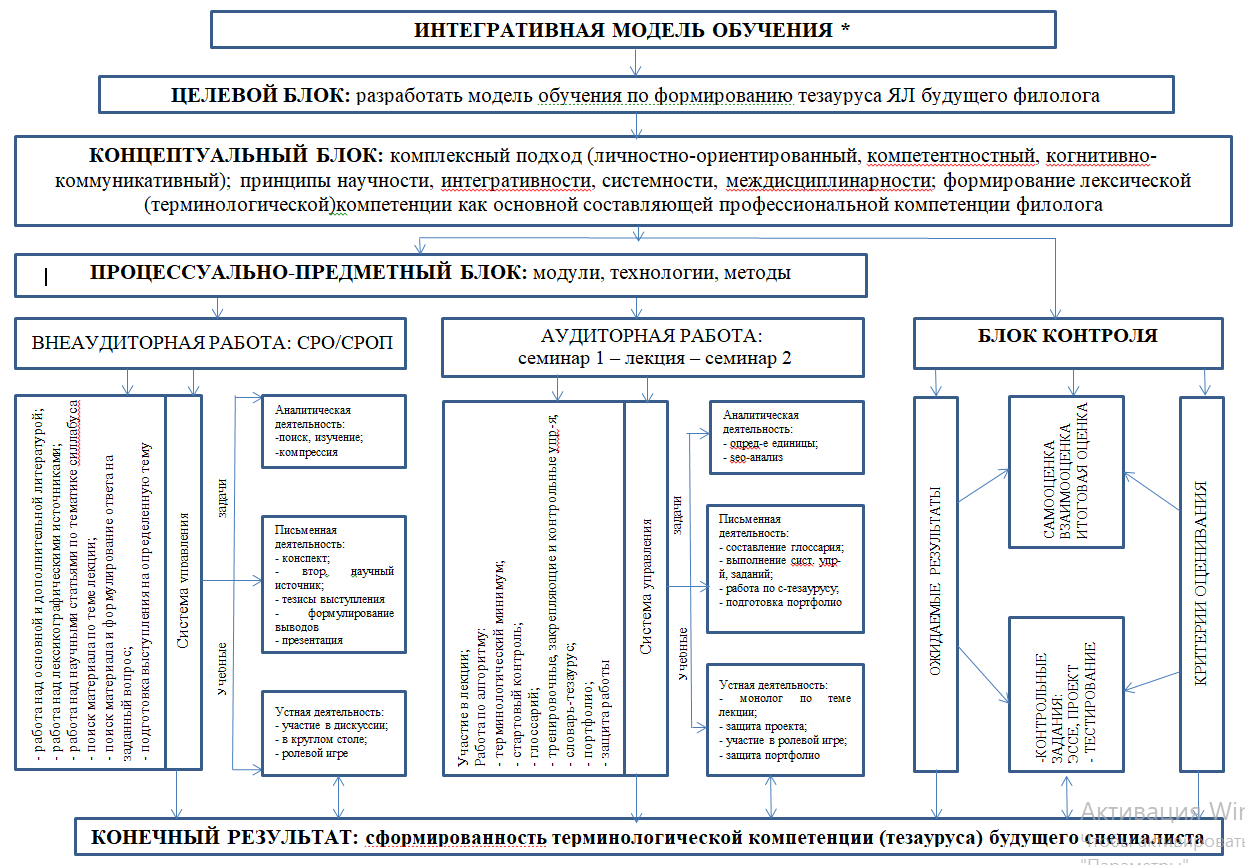 ИНТЕГРАТИВНАЯ МОДЕЛЬ ОБУЧЕНИЯ *
ЦЕЛЕВОЙ БЛОК: разработать модель обучения по формированию тезауруса ЯЛ будущего филолога
КОНЦЕПТУАЛЬНЫЙ БЛОК: комплексный подход (личностно-ориентированный, компетентностный, когнитивно-
коммуникативный); принципы научности, интегративности, системности, междисциплинарности; формирование лексической
(терминологической)компетенции как основной составляющей профессиональной компетенции филолога
ПРОЦЕССУАЛЬНО-ПРЕДМЕТНЫЙ БЛОК: модули, технологии, методы
ВНЕАУДИТОРНАЯ РАБОТА: СРО/СРОП
- работа над основной и дополнительной литературой;
- работа над лексикографическими источниками;
- работа над научными статьями по тематике силлабуса
- поиск материала по теме лекции;
- поиск материала и формулирование ответа на
заданный вопрос;
- подготовка выступления на определенную тему
Система управления
Учебные задачи
Аналитическая
деятельность:
-поиск, изучение;
-компрессия
Письменная
деятельность:
- конспект;
- втор. научный
источник;
- тезисы выступления
- формулирование
выводов
- презентация
Устная деятельность:
- участие в дискуссии;
- в круглом столе;
- ролевой игре
АУДИТОРНАЯ РАБОТА:
семинар 1 – лекция – семинар 2
Участие в лекции;
Работа по алгоритму:
- терминологический минимум;
- стартовый контроль;
- глоссарий;
- тренировочные, закрепляющие и контрольные упр-я;
- словарь-тезаурус;
- портфолио;
- защита работы
Система управления
Учебные задачи
Аналитическая
деятельность:
- опред-е единицы;
- seo-анализ
Письменная
деятельность:
- составление глоссария;
- выполнение сист. упр-
й, заданий;
- работа по с-тезаурусу;
- подготовка портфолио
Устная деятельность:
- монолог по теме
лекции;
- защита проекта;
- участие в ролевой игре;
- защита портфолио
БЛОК КОНТРОЛЯ
ОЖИДАЕМЫЕ РЕЗУЛЬТАТЫ
САМООЦЕНКА
ВЗАИМООЦЕНКА
ИТОГОВАЯ ОЦЕНКА
-КОНТРОЛЬНЫЕ
ЗАДАНИЯ:
ЭССЕ, ПРОЕКТ
- ТЕСТИРОВАНИЕ
КРИТЕРИИ ОЦЕНИВАНИЯ
КОНЕЧНЫЙ РЕЗУЛЬТАТ: сформированность терминологической компетенции (тезауруса) будущего специалиста
Активация Win
Чтобы активировать
"Параметры"